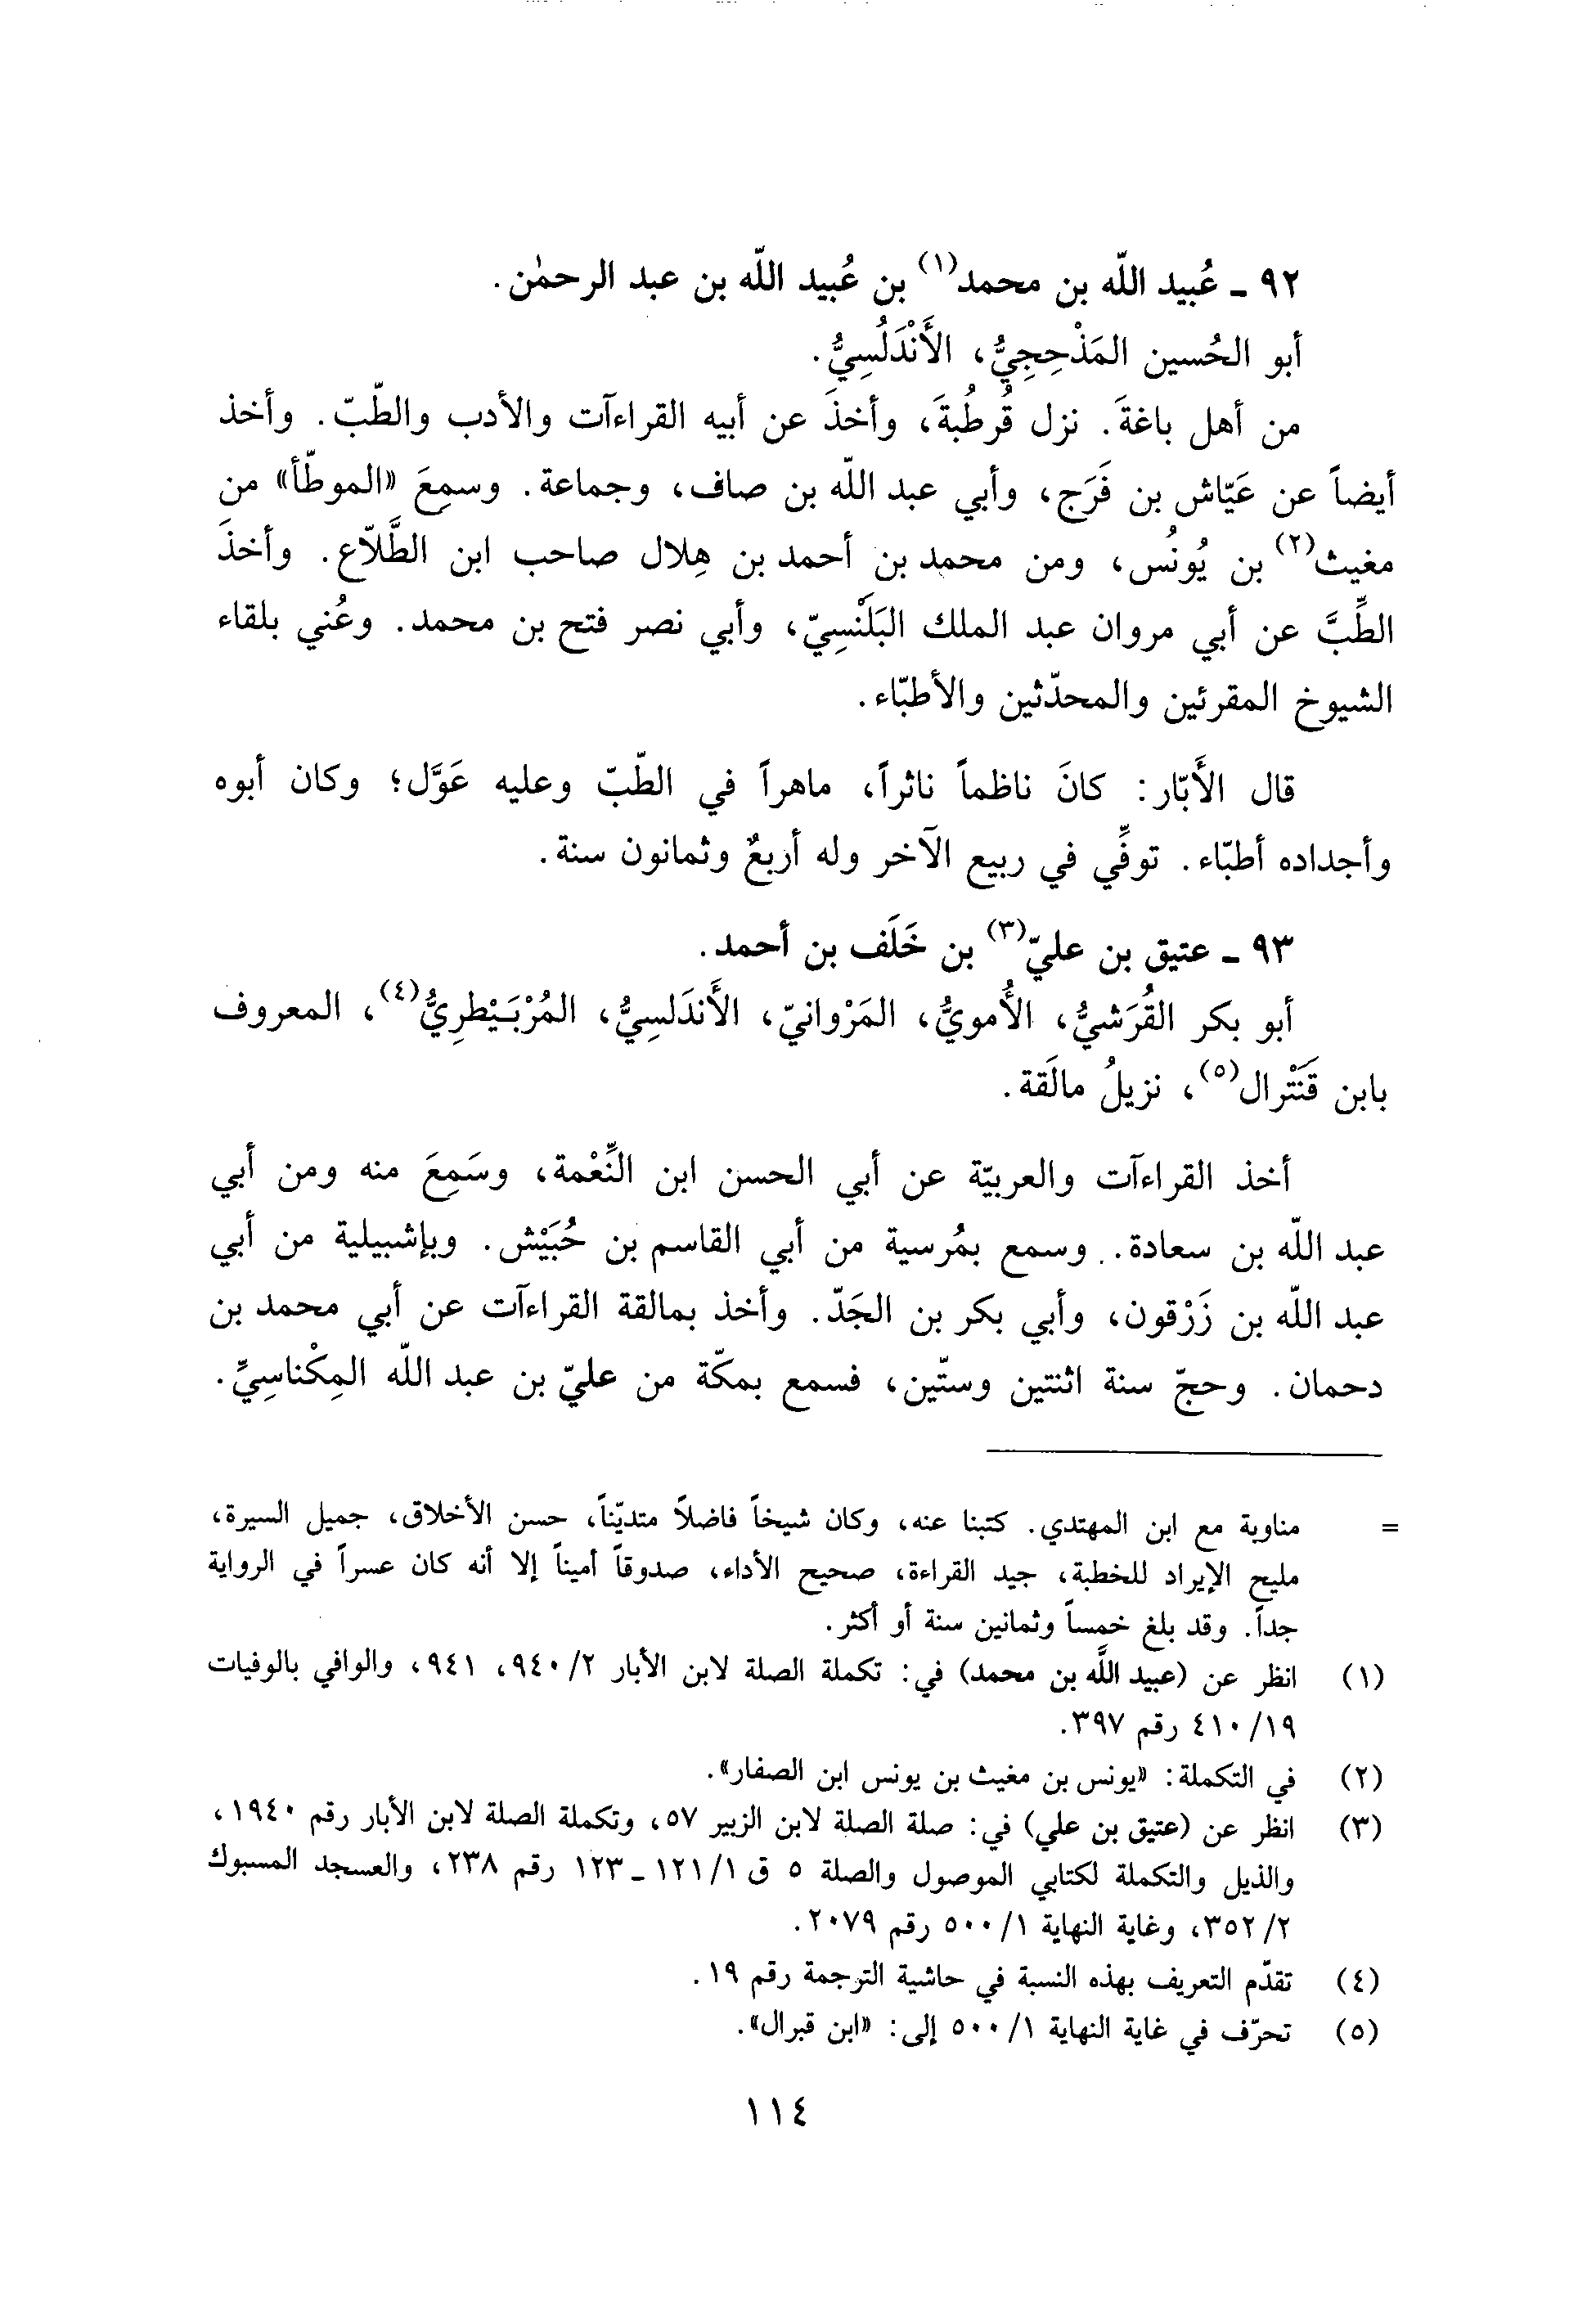 ٩٢ ـ عُبيد اللّه بن محمد(١) بن عُبيد اللّه بن عبد الرحمٰن.
أبو الحُسين المَذْحِجِيُّ، الأَنْدَلُسِيُّ.
من أهل باغةَ. نزل قُرطُبةَ، وأخذَ عن أبيه القراءآت والأدب والطّبّ. وأخذ
أيضاً عن عَيّاش بن فَرَج، وأبي عبد اللّه بن صاف، وجماعة. وسمِعَ «الموطّأ» من
مغيث(٢) بن يُونُس، ومن محمد بن أحمد بن هِلال صاحب ابن الطَّلاّع. وأخذَ
الطِّبَّ عن أبي مروان عبد الملك البَلَنْسِيّ، وأبي نصر فتح بن محمد. وعُني بلقاء
الشيوخ المقرئين والمحدّثين والأطبّاء.
قال الأَبّار: كانَ ناظماً ناثراً، ماهراً في الطّبّ وعليه عَوَّل؛ وكان أبوه
وأجداده أطبّاء. توفِّي في ربيع الآخر وله أربعٌ وثمانون سنة.
٩٣ ـ عتيق بن عليّ(٣) بن خَلَف بن أحمد.
أبو بكر القُرَشيُّ، الأُمويُّ، المَرْوانيّ، الأَندَلسِيُّ، المُرْبَيْطرِيُّ(٤)، المعروف
بابن قَنَتْرال(٥)، نزيلُ مالَقة.
أخذ القراءآت والعربيّة عن أبي الحسن ابن النِّعْمة، وسَمِعَ منه ومن أبي
عبد اللّه بن سعادة. وسمع بمُرسية من أبي القاسم بن حُبَيْش. وبإشبيلية من أبي
عبد اللّه بن زَرْقون، وأبي بكر بن الجَدّ. وأخذ بمالقة القراءآت عن أبي محمد بن
دحمان. وحجّ سنة اثنتين وستّين، فسمع بمكّة من عليّ بن عبد اللّه المِكْناسِيِّ.
= مناوبة مع ابن المهتدي. كتبنا عنه، وكان شيخاً فاضلاً متديّناً، حسن الأخلاق، جميل السيرة،
مليح الإيراد للخطبة، جيد القراءة، صحيح الأداء، صدوقاً أميناً إلا أنه كان عسراً في الرواية
جداً. وقد بلغ خمساً وثمانين سنة أو أكثر.
(١) انظر عن (عبيد اللَّه بن محمد) في: تكملة الصلة لابن الأبار ٢/ ٩٤٠، ٩٤١، والوافي بالوفيات
١٩/ ٤١٠ رقم ٣٩٧.
(٢) في التكملة: «يونس بن مغيث بن يونس ابن الصفار».
(٣) انظر عن (عتيق بن علي) في: صلة الصلة لابن الزبير ٥٧، وتكملة الصلة لابن الأبار رقم ١٩٤٠،
والذيل والتكملة لكتابي الموصول والصلة ٥ ق ١/ ١٢١ ـ ١٢٣ رقم ٢٣٨، والعسجد المسبوك
٢/ ٣٥٢، وغاية النهاية ١/ ٥٠٠ رقم ٢٠٧٩.
(٤) تقدّم التعريف بهذه النسبة في حاشية الترجمة رقم ١٩.
(٥) تحرّف في غاية النهاية ١/ ٥٠٠ إلى: «ابن قبرال».
١١٤